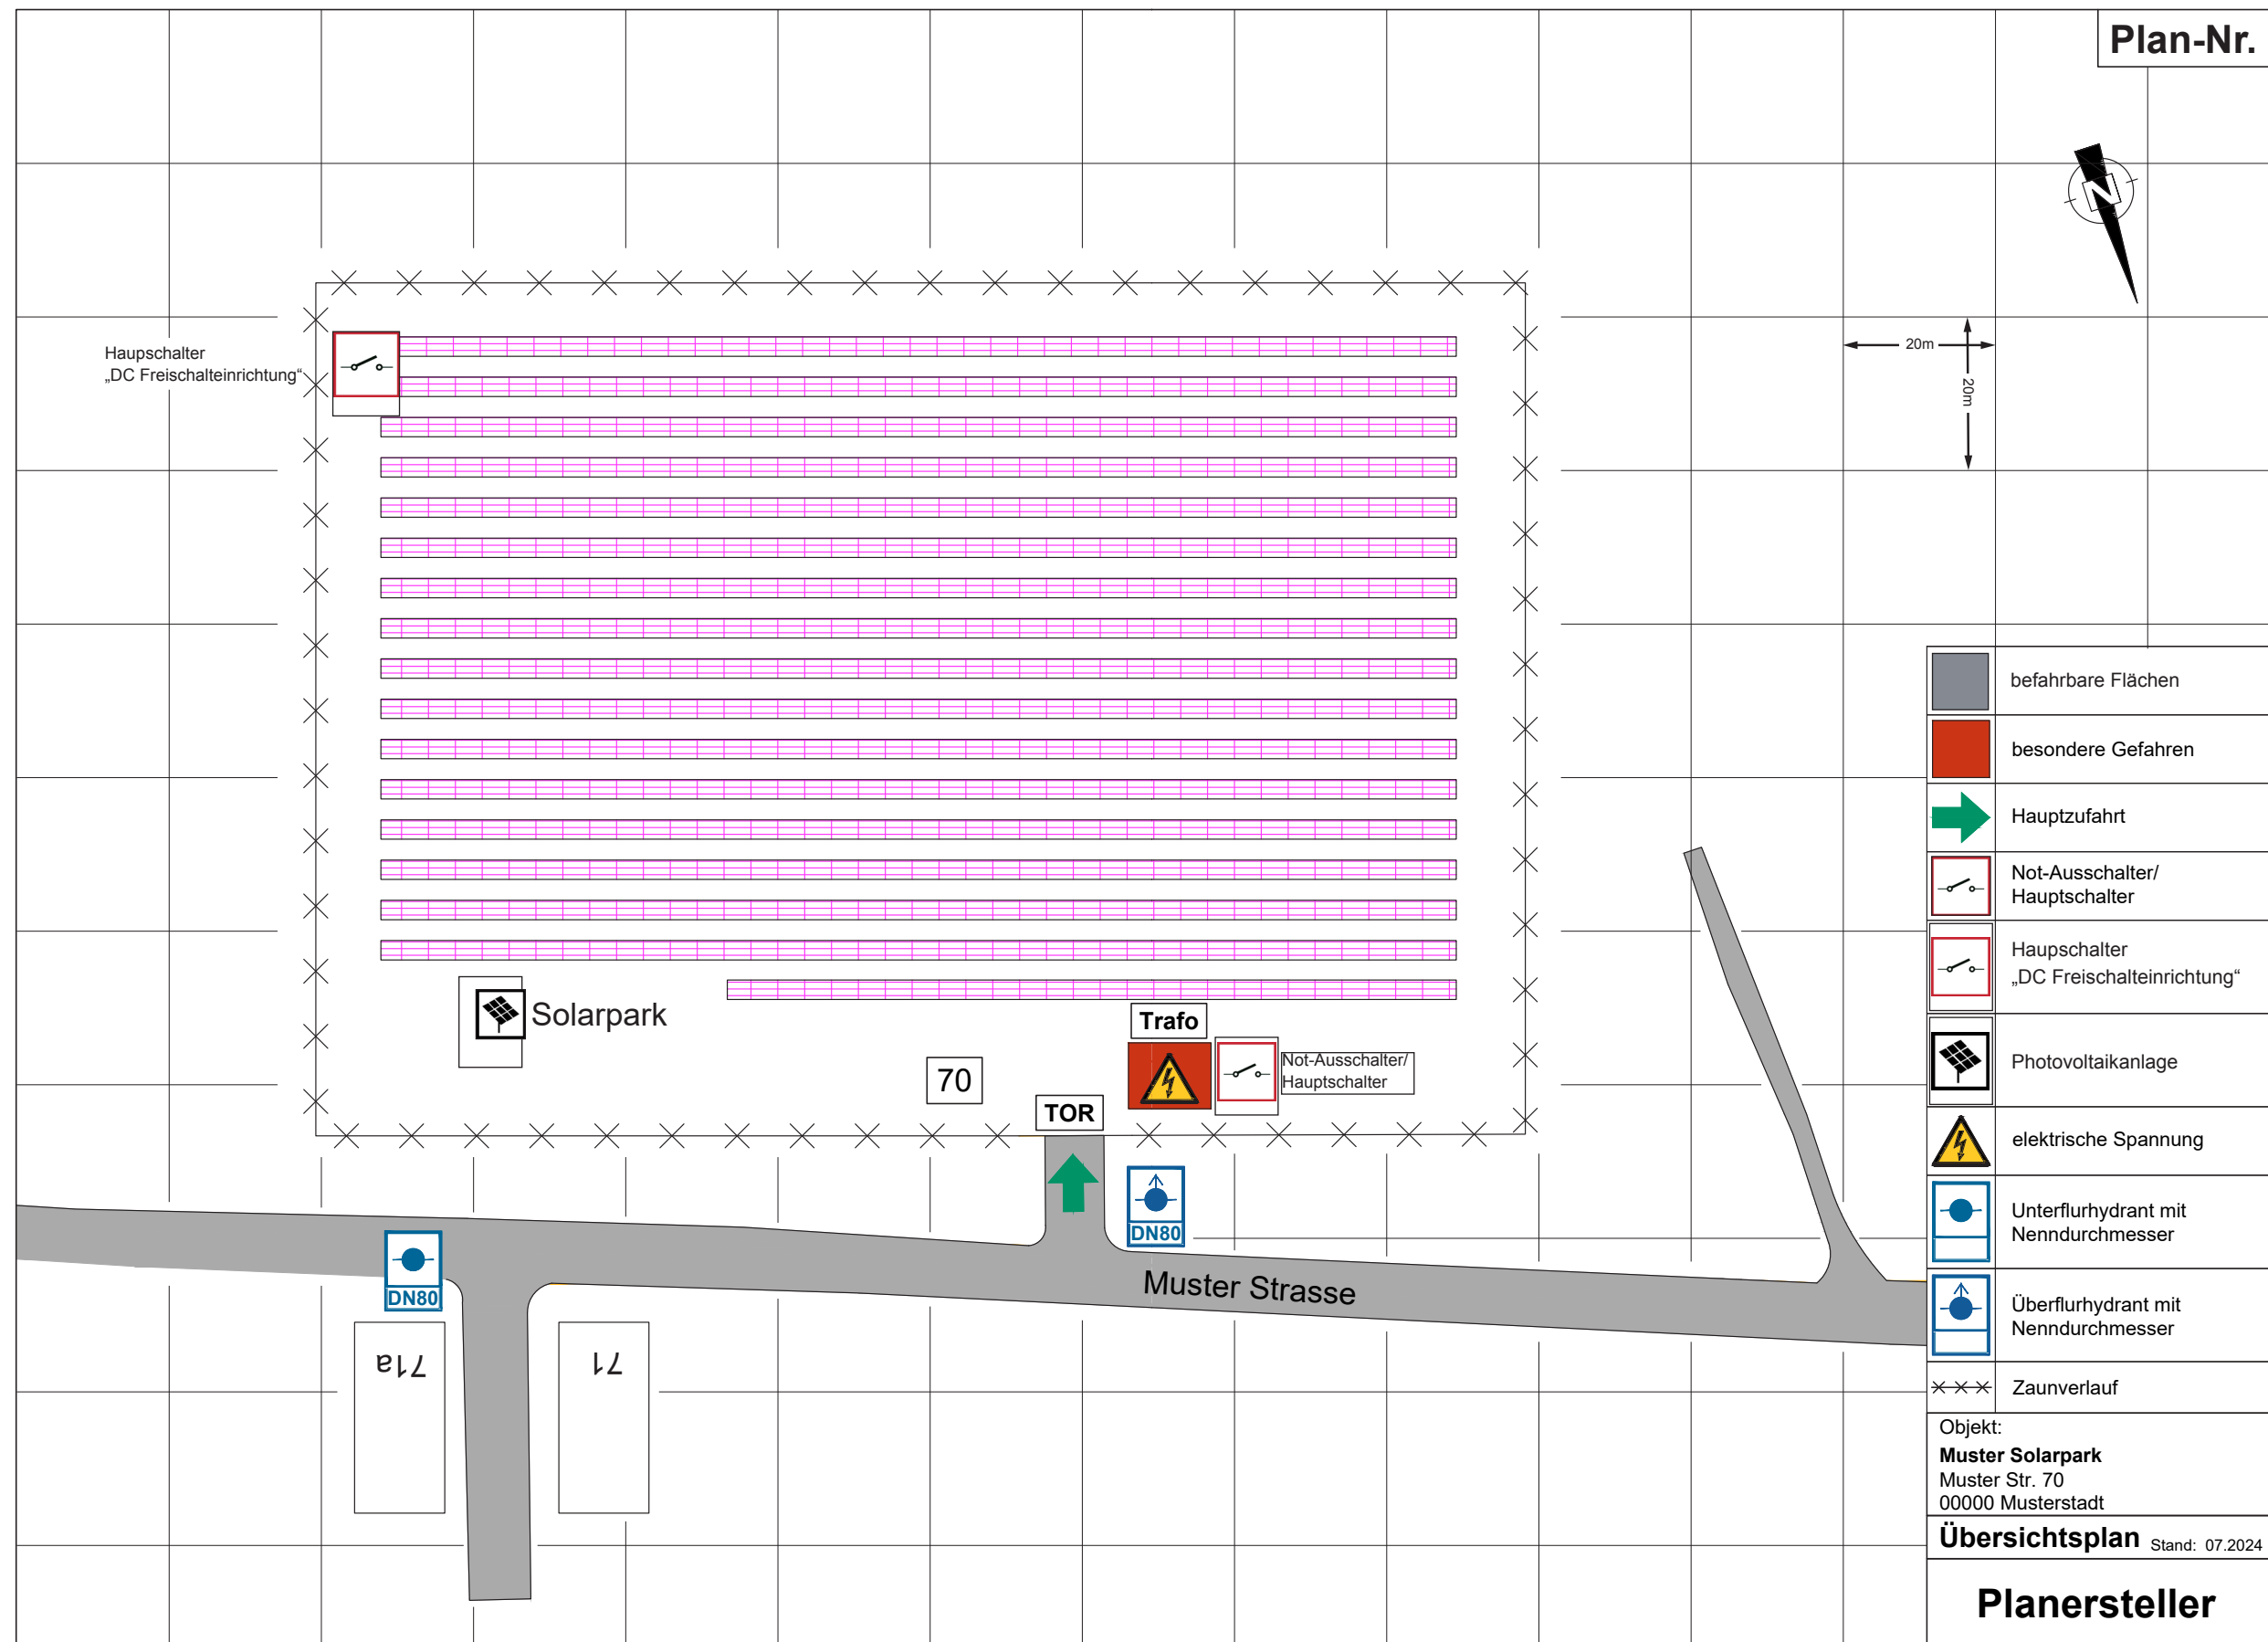 Plan-Nr.
N
Haupschalter
„DC Freischalteinrichtung“
20m
20m
Solarpark
70
TOR
Trafo
Not-Ausschalter/
Hauptschalter
DN80
DN80
Muster Strasse
71a
71
befahrbare Flächen
besondere Gefahren
Hauptzufahrt
Not-Ausschalter/
Hauptschalter
Haupschalter
„DC Freischalteinrichtung“
Photovoltaikanlage
elektrische Spannung
Unterflurhydrant mit
Nenndurchmesser
Überflurhydrant mit
Nenndurchmesser
Zaunverlauf
Objekt:
Muster Solarpark
Muster Str. 70
00000 Musterstadt
Übersichtsplan Stand: 07.2024
Planersteller